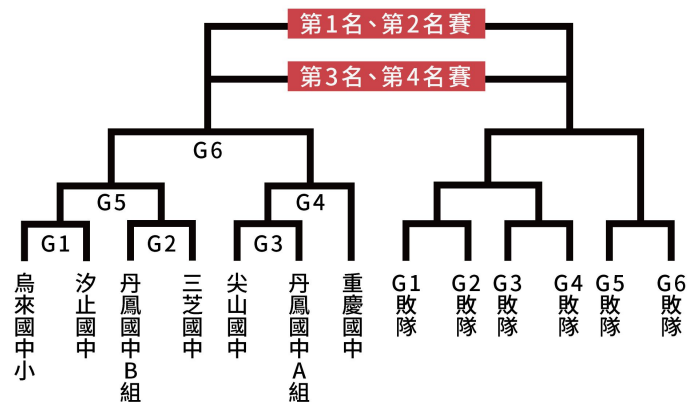 第1名、第2名賽
第3名、第4名賽
G6
G5
G4
G1
G2
G3
烏來國中小
汐止國中
丹鳳國中B組
三芝國中
尖山國中
丹鳳國中A組
重慶國中
G1敗隊
G2敗隊
G3敗隊
G4敗隊
G5敗隊
G6敗隊